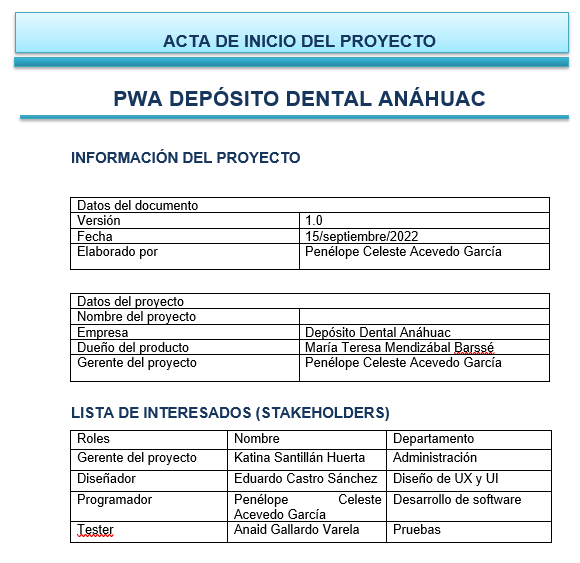 ACTA DE INICIO DEL PROYECTO
PWA DEPÓSITO DENTAL ANÁHUAC
INFORMACIÓN DEL PROYECTO
Datos del documento
Versión 1.0
Fecha 15/septiembre/2022
Elaborado por Penélope Celeste Acevedo García
Datos del proyecto
Nombre del proyecto
Empresa Depósito Dental Anáhuac
Dueño del producto María Teresa Mendizábal Barssé
Gerente del proyecto Penélope Celeste Acevedo García
LISTA DE INTERESADOS (STAKEHOLDERS)
Roles Nombre Departamento
Gerente del proyecto Katina Santillán Huerta Administración
Diseñador Eduardo Castro Sánchez Diseño de UX y UI
Programador Penélope Celeste Desarrollo de software
Acevedo García
Tester Anaid Gallardo Varela Pruebas